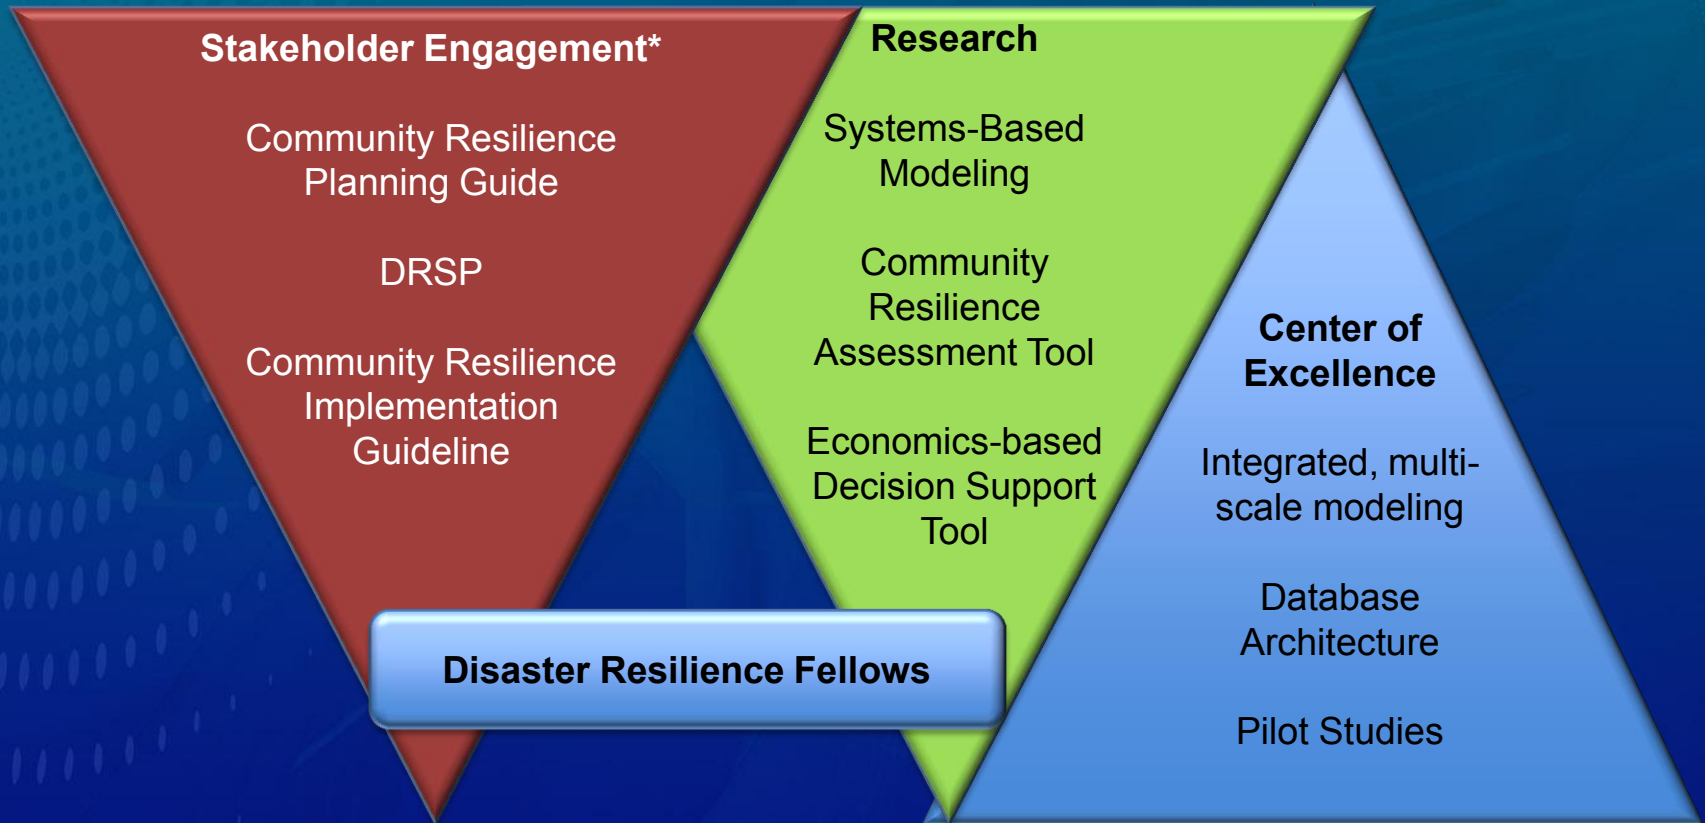 Stakeholder Engagement*
Community Resilience
Planning Guide
DRSP
Community Resilience
Implementation
Guideline
Research
Systems-Based
Modeling
Community
Resilience
Assessment Tool
Economics-based
Decision Support
Tool
Center of
Excellence
Integrated, multi-
scale modeling
Database
Architecture
Pilot Studies
Disaster Resilience Fellows